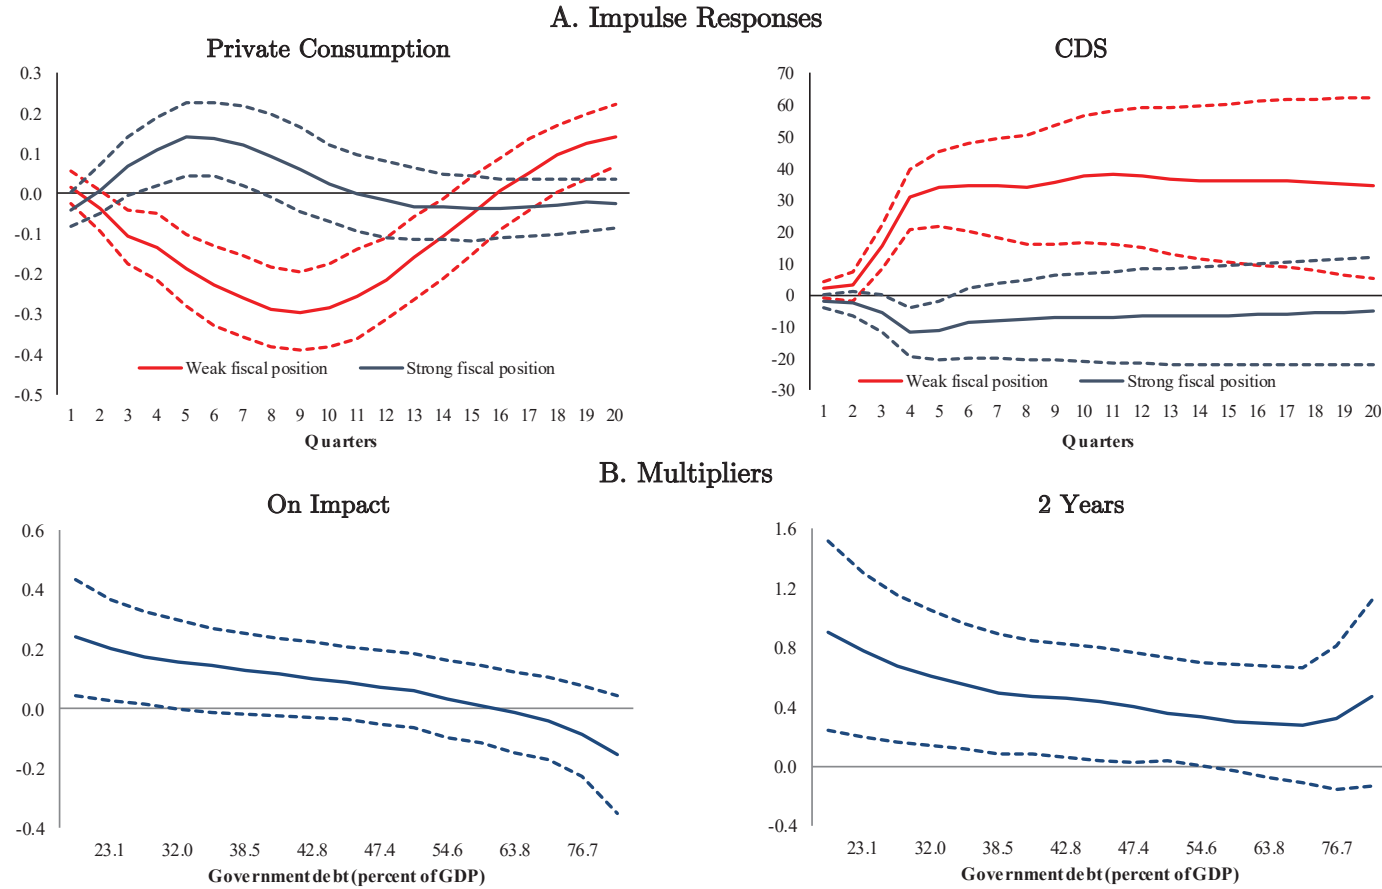 A. Impulse Responses
Private Consumption
0.3
0.2
0.1
0.0
-0.1
-0.2
-0.3
-0.4
-0.5
Weak fiscal position
Strong fiscal position
1 2 3 4 5 6 7 8 9 10 11 12 13 14 15 16 17 18 19 20
Quarters
CDS
70
60
50
40
30
20
10
0
-10
-20
-30
Weak fiscal position
Strong fiscal position
1 2 3 4 5 6 7 8 9 10 11 12 13 14 15 16 17 18 19 20
Quarters
B. Multipliers
On Impact
0.6
0.4
0.2
0.0
-0.2
-0.4
23.1 32.0 38.5 42.8 47.4 54.6 63.8 76.7
Government debt (percent of GDP)
2 Years
1.6
1.2
0.8
0.4
0.0
-0.4
23.1 32.0 38.5 42.8 47.4 54.6 63.8 76.7
Government debt (percent of GDP)